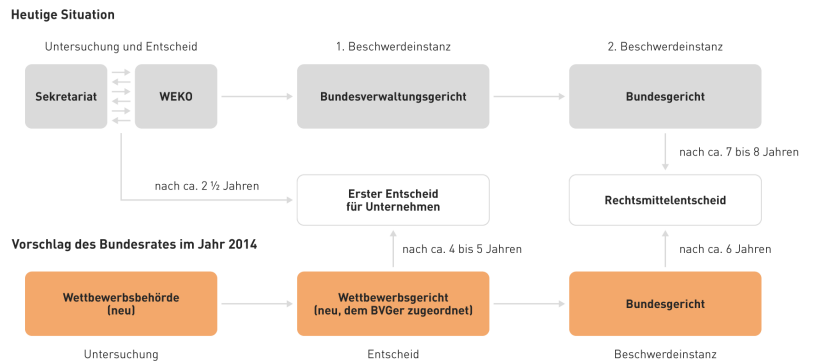 Heutige Situation
Untersuchung und Entscheid
1. Beschwerdeinstanz
2. Beschwerdeinstanz
Sekretariat
WEKO
Bundesverwaltungsgericht
Bundesgericht
nach ca. 7 bis 8 Jahren
nach ca. 2 ½ Jahren
Erster Entscheid
für Unternehmen
Rechtsmittelentscheid
Vorschlag des Bundesrates im Jahr 2014
nach ca. 4 bis 5 Jahren
nach ca. 6 Jahren
Wettbewerbsbehörde
(neu)
Wettbewerbsgericht
(neu, dem BVGer zugeordnet)
Bundesgericht
Untersuchung
Entscheid
Beschwerdeinstanz